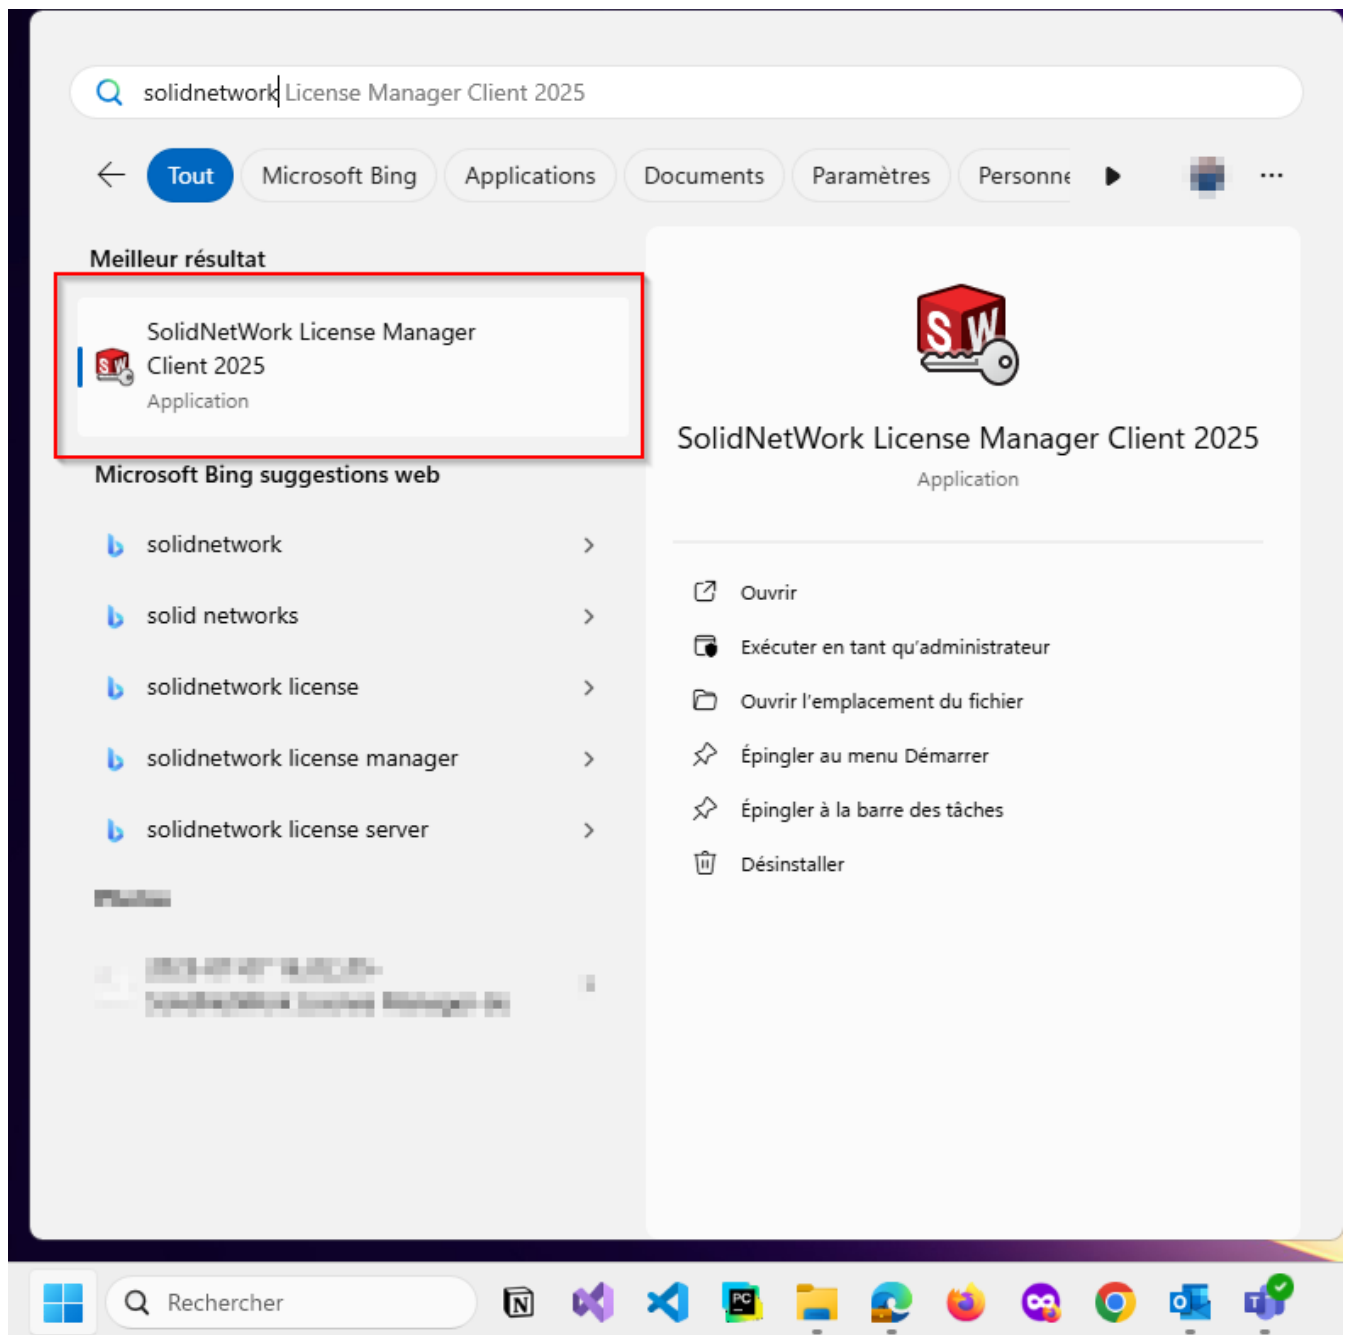 solidnetwork License Manager Client 2025
Tout Microsoft Bing Applications Documents Paramètres Personne
Meilleur résultat
SolidNetWork License Manager
Client 2025
Application
Microsoft Bing suggestions web
solidnetwork
solid networks
solidnetwork license
solidnetwork license manager
solidnetwork license server
SW
SolidNetWork License Manager Client 2025
Application
Ouvrir
Exécuter en tant qu'administrateur
Ouvrir l'emplacement du fichier
Épingler au menu Démarrer
Épingler à la barre des tâches
Désinstaller
Rechercher